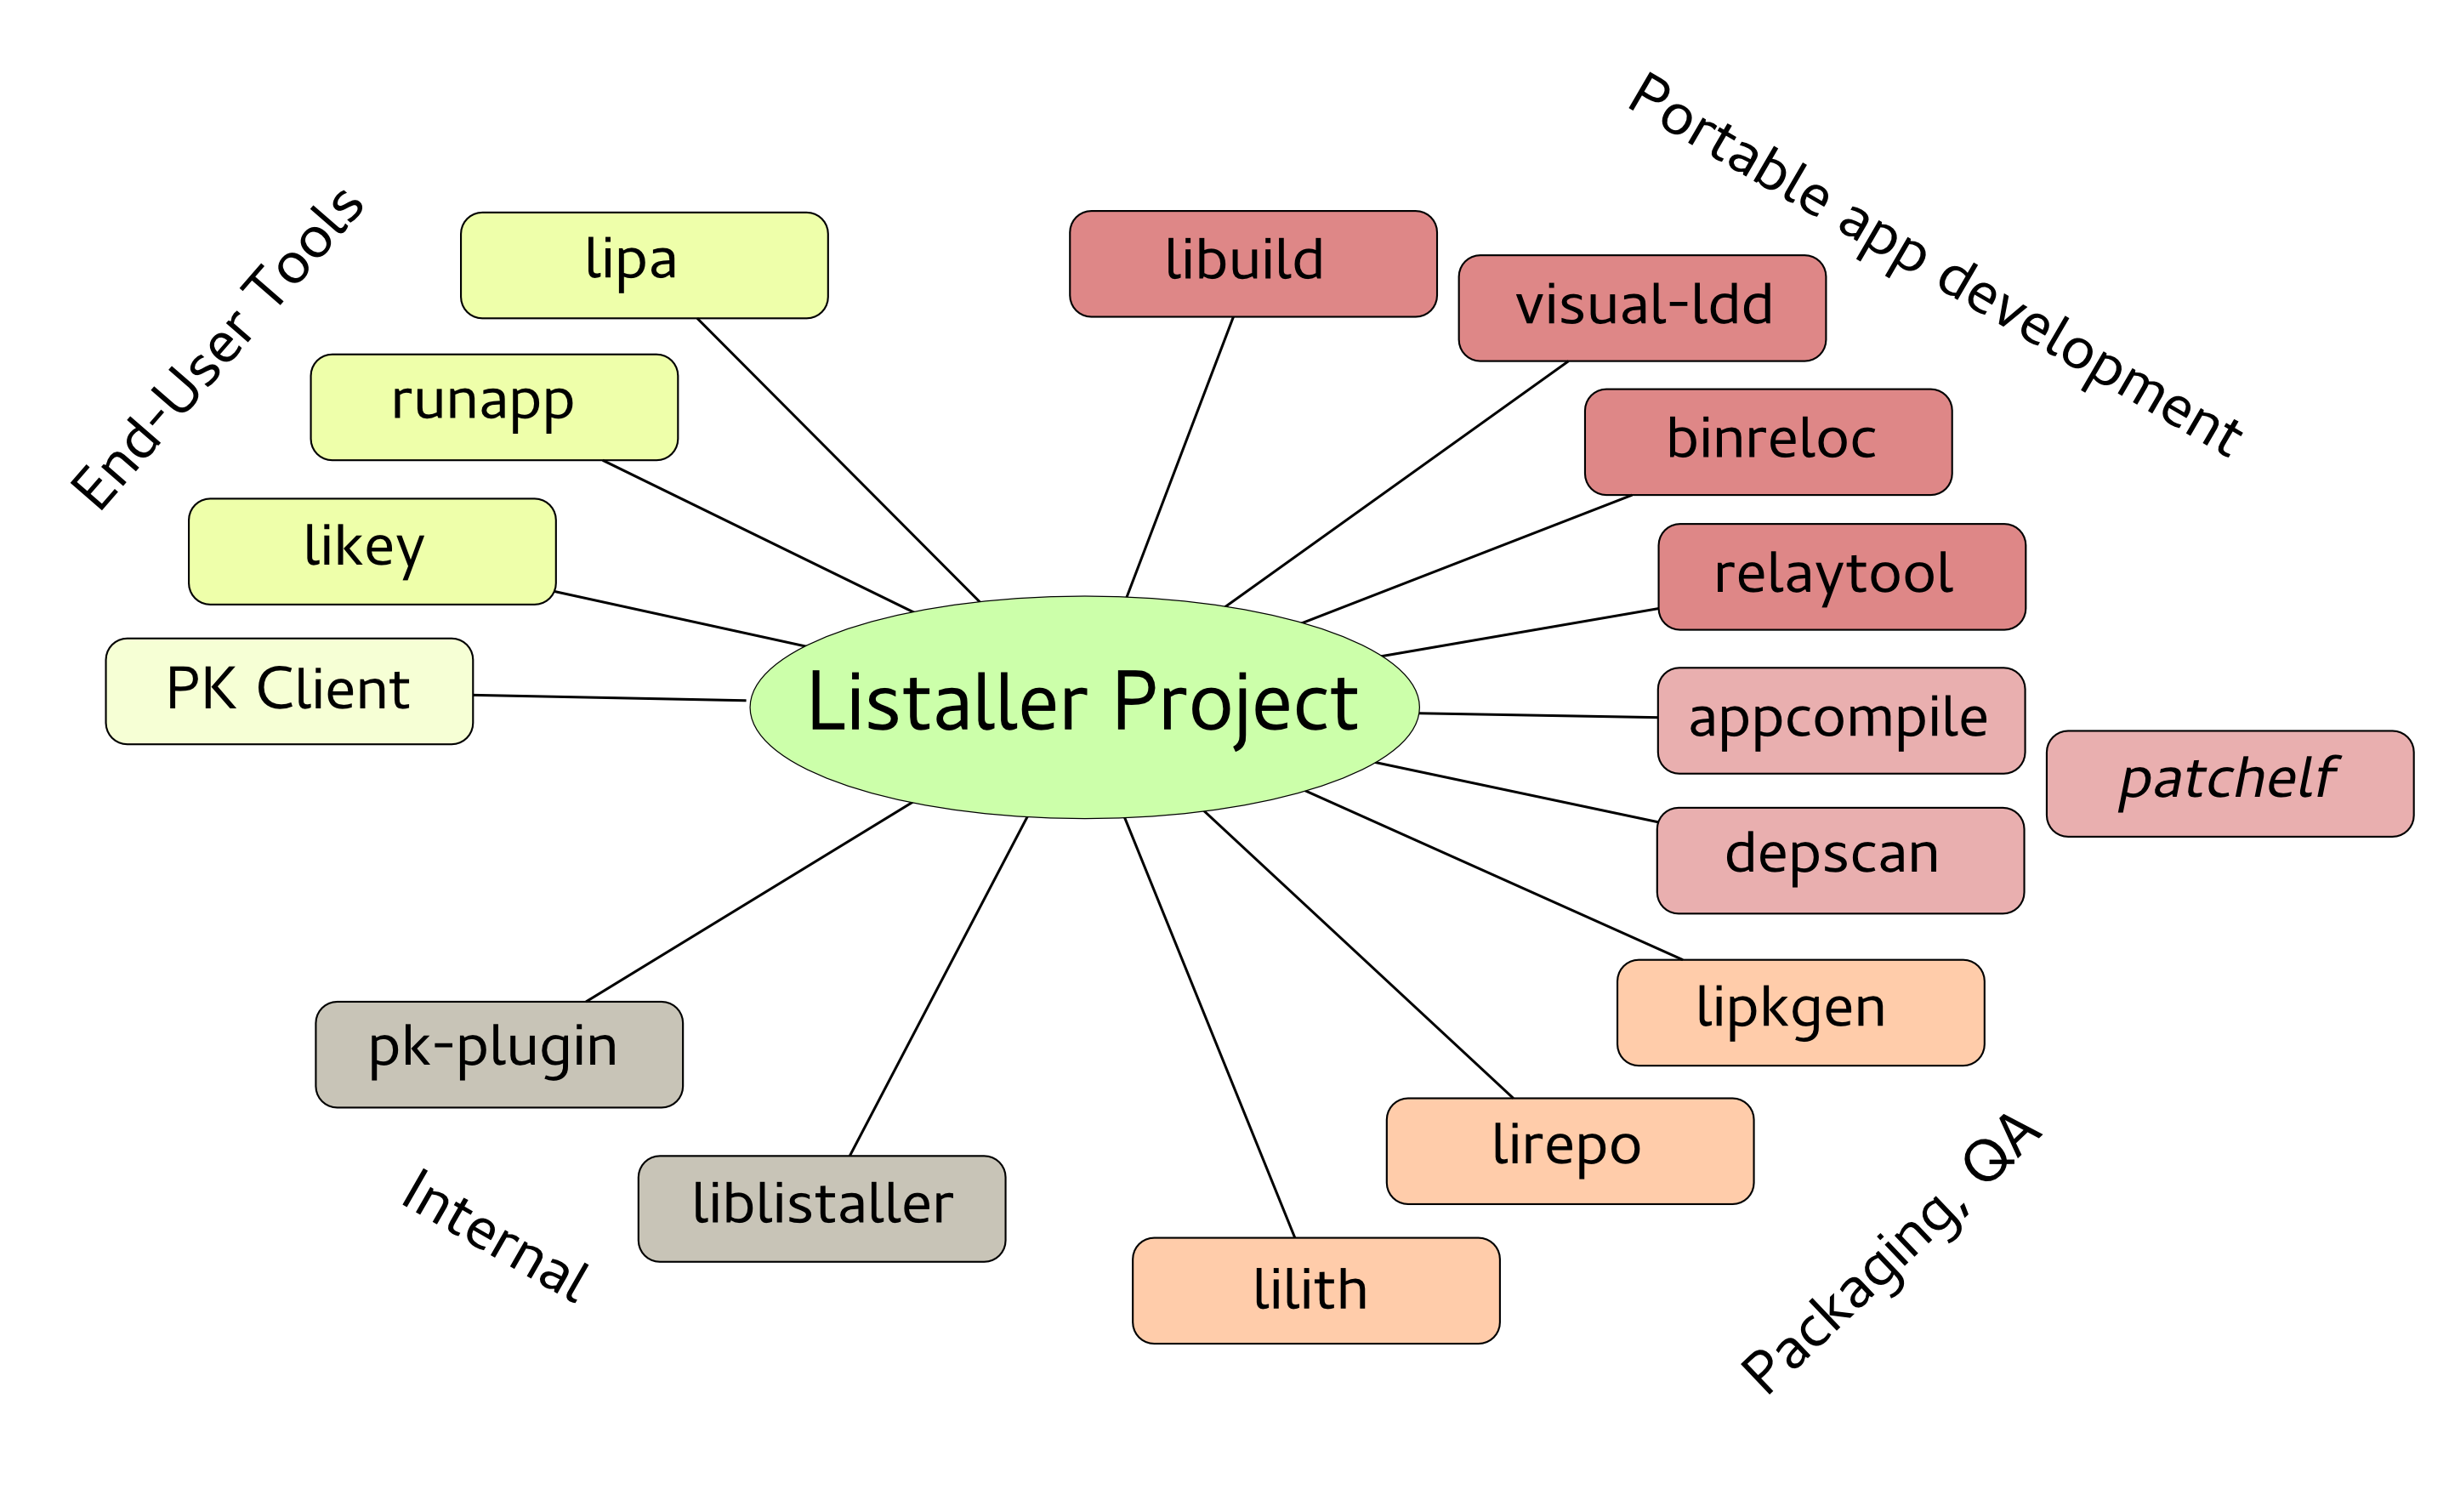 Portable app development
End-User Tools
lipa
libuild
visual-ldd
runapp
binreloc
likey
relaytool
PK Client
Listaller Project
appcompile
patchelf
depscan
lipkgen
pk-plugin
lirepo
liblistaller
Internal
lilith
Packaging, QA